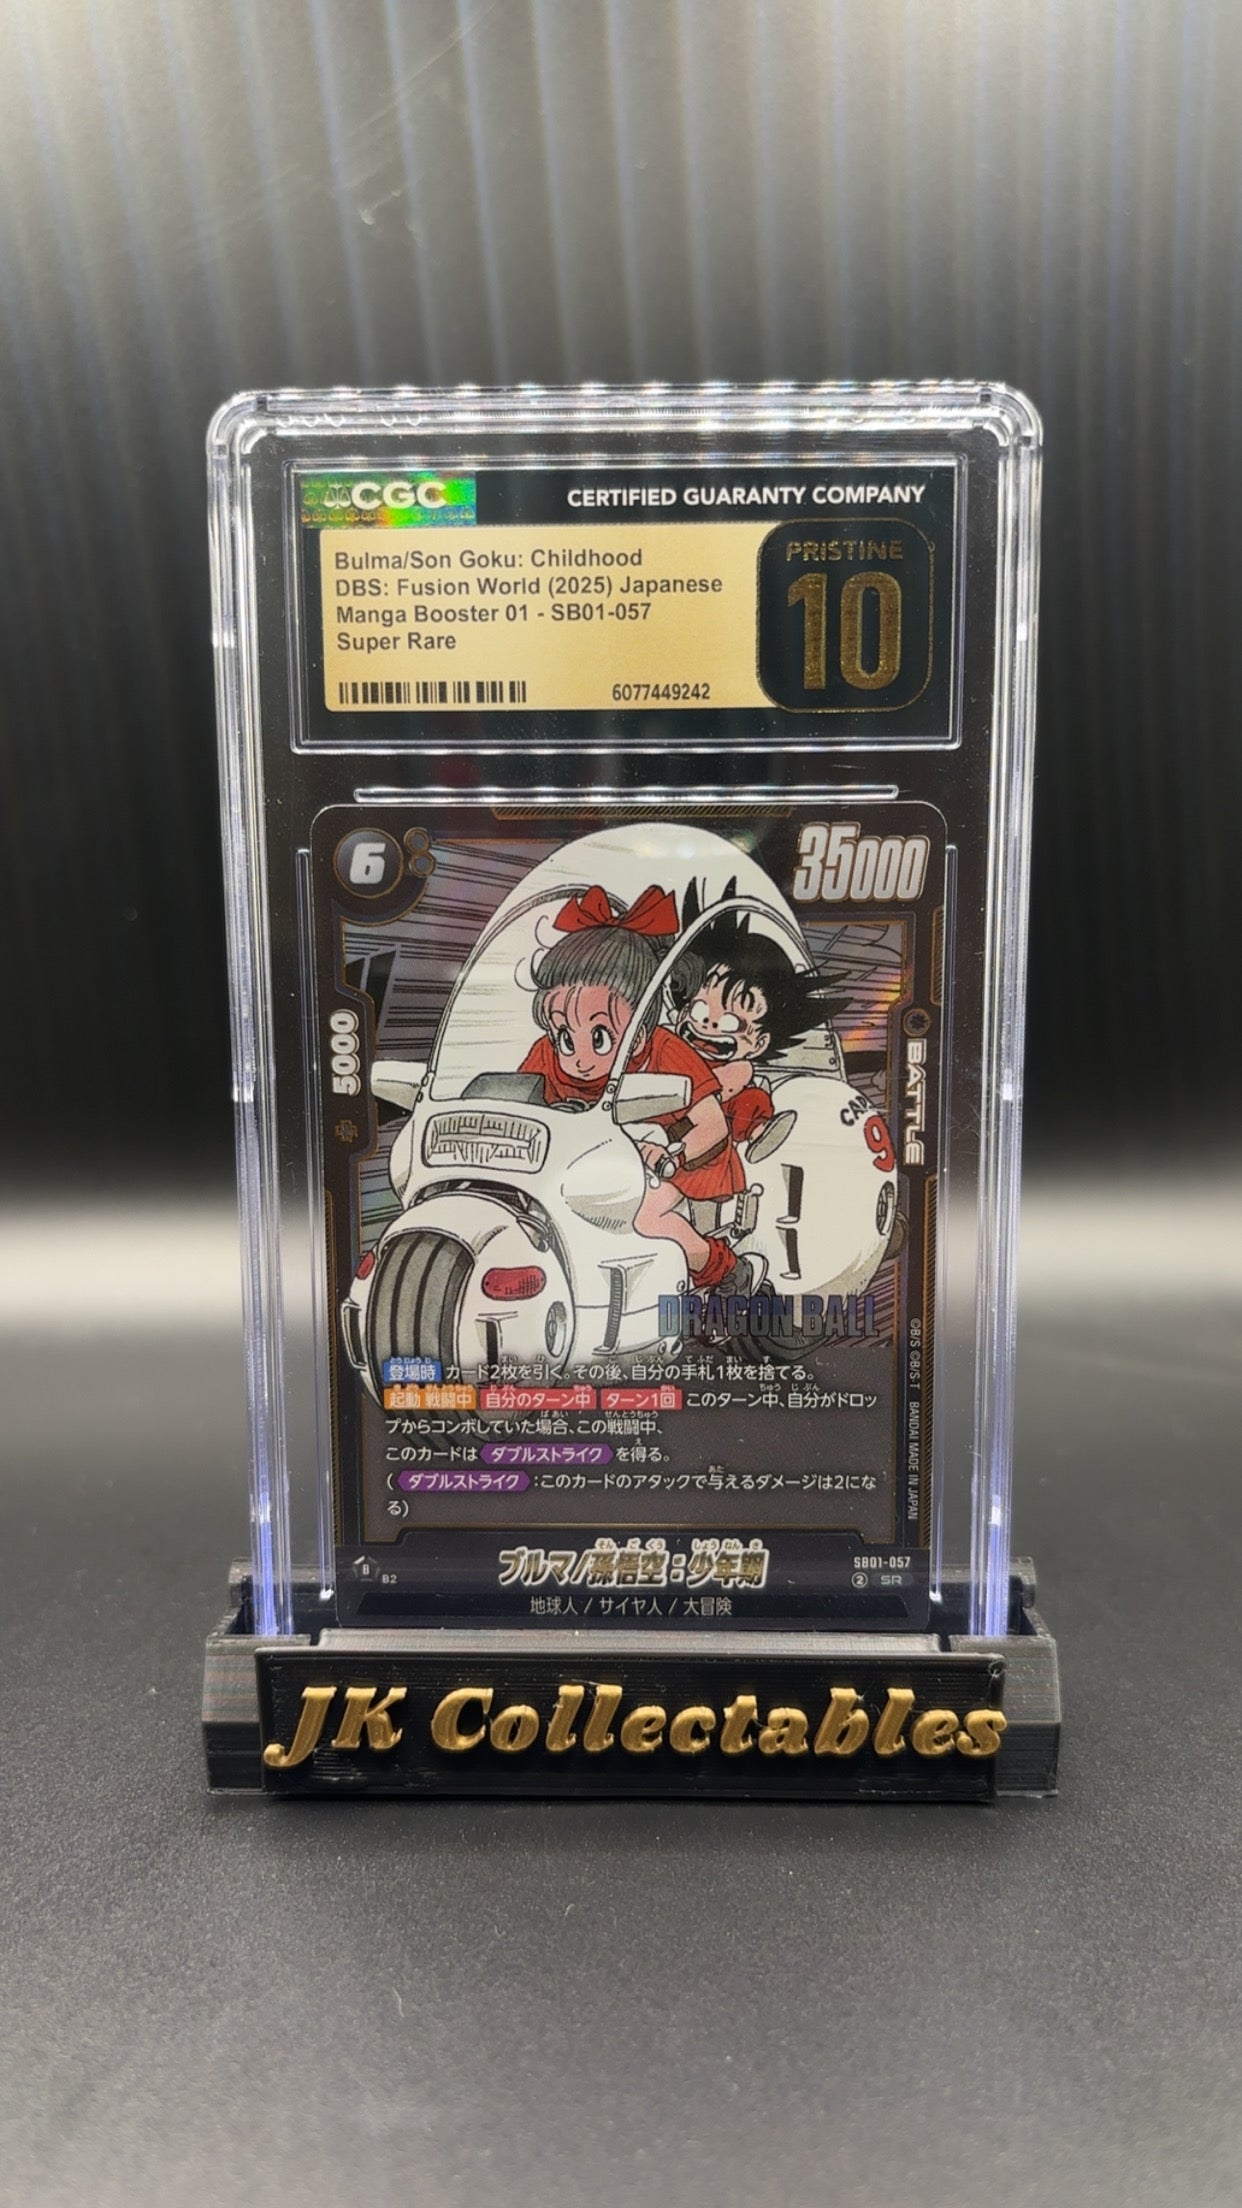 CGC
CERTIFIED GUARANTY COMPANY
Bulma/Son Goku: Childhood
DBS: Fusion World (2025) Japanese
Manga Booster 01 - SB01-057
Super Rare
6077449242
PRISTINE
10
6
35000
5000
BATTLE
CAP
9
DRAGON BALL
登場時 カード2枚を引く。その後、自分の手札1枚を捨てる。
起動 戦闘中 自分のターン中 ターン1回 このターン中、自分がドロッ
プからコンボしていた場合、この戦闘中、
このカードは ダブルストライク を得る。
( ダブルストライク :このカードのアタックで与えるダメージは2にな
る)
©B/S ©B/S・T BANDAI MADE IN JAPAN
B
B2
ブルマ/孫悟空:少年期
SB01-057
2 SR
地球人 / サイヤ人 / 大冒険
JK Collectables